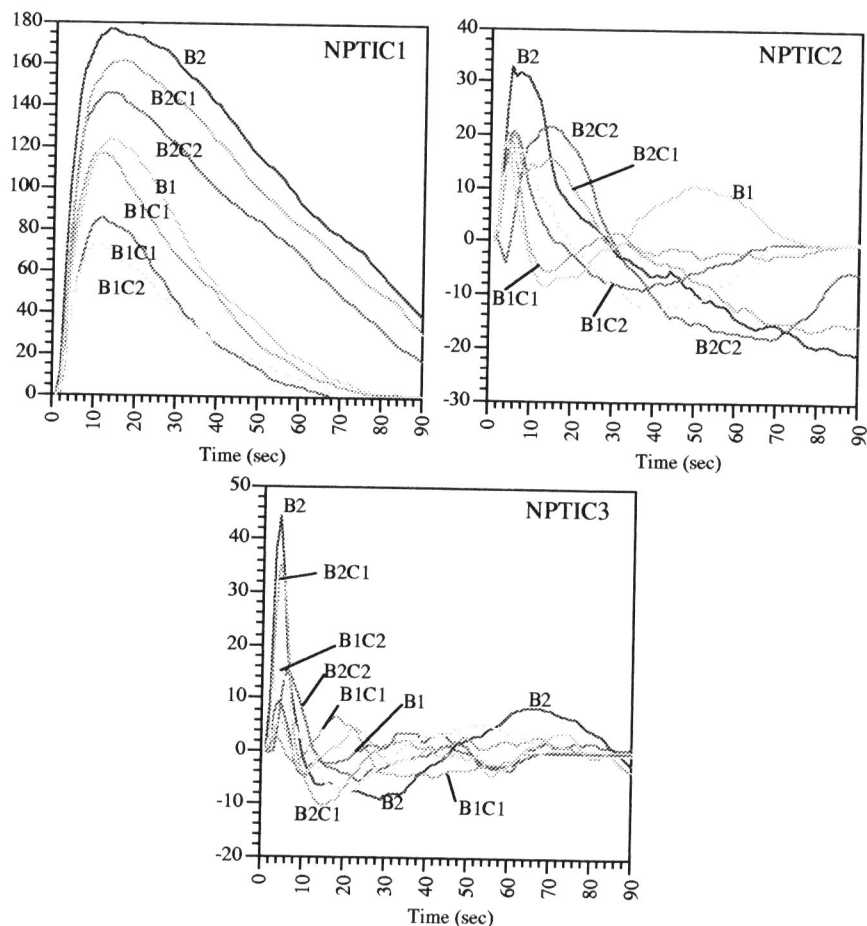 NPTIC1
180
160
140
120
100
80
60
40
20
0
B2
B2C1
B2C2
B1
B1C1
B1C1
B1C2
0 10 20 30 40 50 60 70 80 90
Time (sec)
NPTIC2
40
30
20
10
0
-10
-20
-30
B2
B2C2
B2C1
B1
B1C1
B1C2
B2C2
0 10 20 30 40 50 60 70 80 90
Time (sec)
NPTIC3
50
40
30
20
10
0
-10
-20
B2
B2C1
B1C2
B2C2
B1C1
B1
B2
B2C1
B2
B1C1
0 10 20 30 40 50 60 70 80 90
Time (sec)